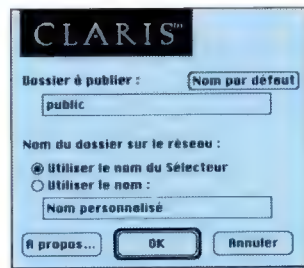 CLARIS™
Dossier à publier :
Nom par défaut
public
Nom du dossier sur le réseau :
Utiliser le nom du Sélecteur
Utiliser le nom :
Nom personnalisé
A propos...
OK
Annuler